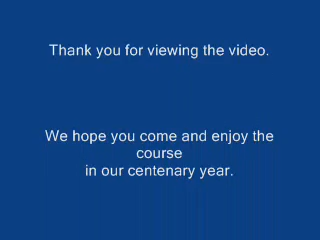 Thank you for viewing the video.
We hope you come and enjoy the
course
in our centenary year.